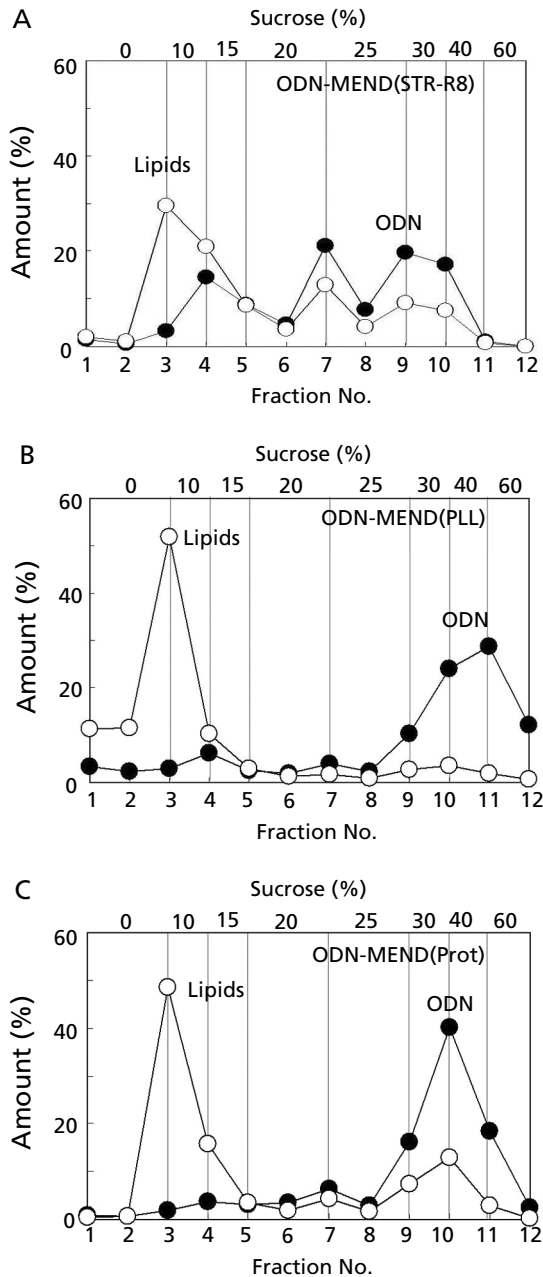 A
Sucrose (%)
0 10 15 20 25 30 40 60
ODN-MEND(STR-R8)
60
40
20
0
Amount (%)
Lipids
ODN
1 2 3 4 5 6 7 8 9 10 11 12
Fraction No.
B
Sucrose (%)
0 10 15 20 25 30 40 60
ODN-MEND(PLL)
60
40
20
0
Amount (%)
Lipids
ODN
1 2 3 4 5 6 7 8 9 10 11 12
Fraction No.
C
Sucrose (%)
0 10 15 20 25 30 40 60
ODN-MEND(Prot)
60
40
20
0
Amount (%)
Lipids
ODN
1 2 3 4 5 6 7 8 9 10 11 12
Fraction No.